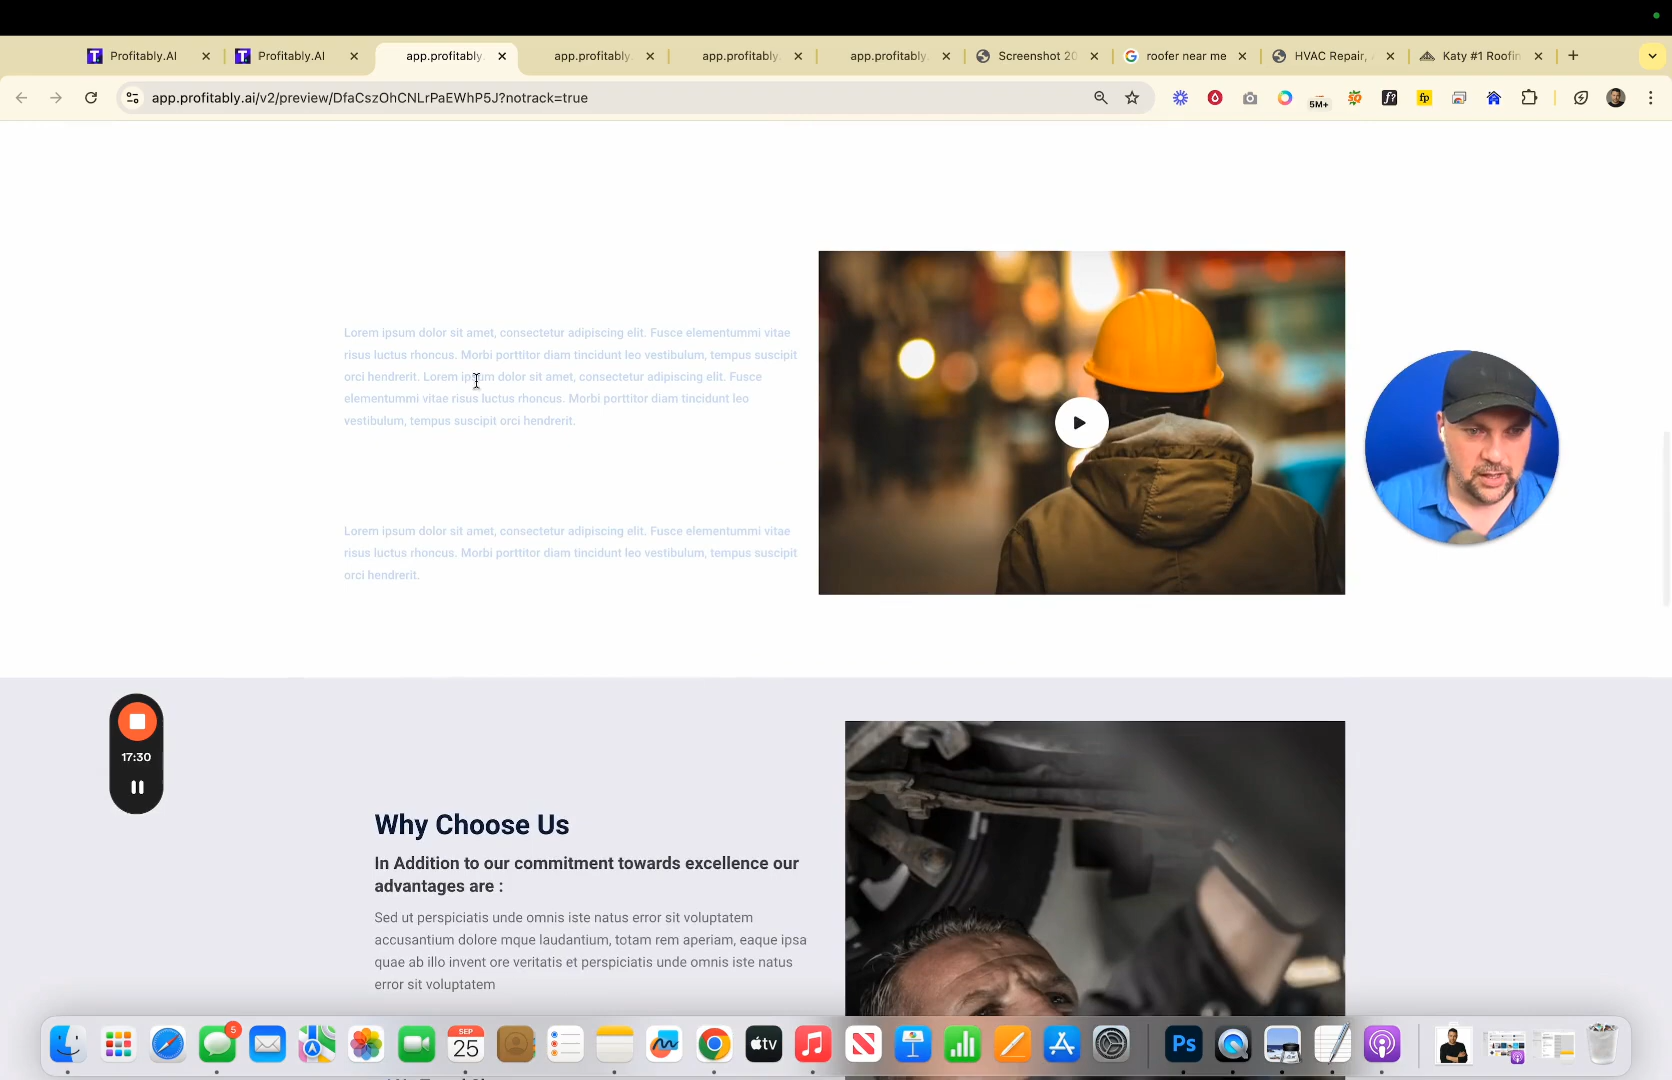 Profitably.AI
Profitably.AI
app.profitably.
app.profitably.
app.profitably.
app.profitably.
Screenshot 20
roofer near me
HVAC Repair,
Katy #1 Roofin
app.profitably.ai/v2/preview/DfaCszOhCNLrPaEWhP5J?notrack=true
5M+
f?
fp
Lorem ipsum dolor sit amet, consectetur adipiscing elit. Fusce elementummi vitae
risus luctus rhoncus. Morbi porttitor diam tincidunt leo vestibulum, tempus suscipit
orci hendrerit. Lorem ipsum dolor sit amet, consectetur adipiscing elit. Fusce
elementummi vitae risus luctus rhoncus. Morbi porttitor diam tincidunt leo
vestibulum, tempus suscipit orci hendrerit.
Lorem ipsum dolor sit amet, consectetur adipiscing elit. Fusce elementummi vitae
risus luctus rhoncus. Morbi porttitor diam tincidunt leo vestibulum, tempus suscipit
orci hendrerit.
17:30
Why Choose Us
In Addition to our commitment towards excellence our
advantages are :
Sed ut perspiciatis unde omnis iste natus error sit voluptatem
accusantium dolore mque laudantium, totam rem aperiam, eaque ipsa
quae ab illo invent ore veritatis et perspiciatis unde omnis iste natus
error sit voluptatem
5
SEP
25
tv
Ps